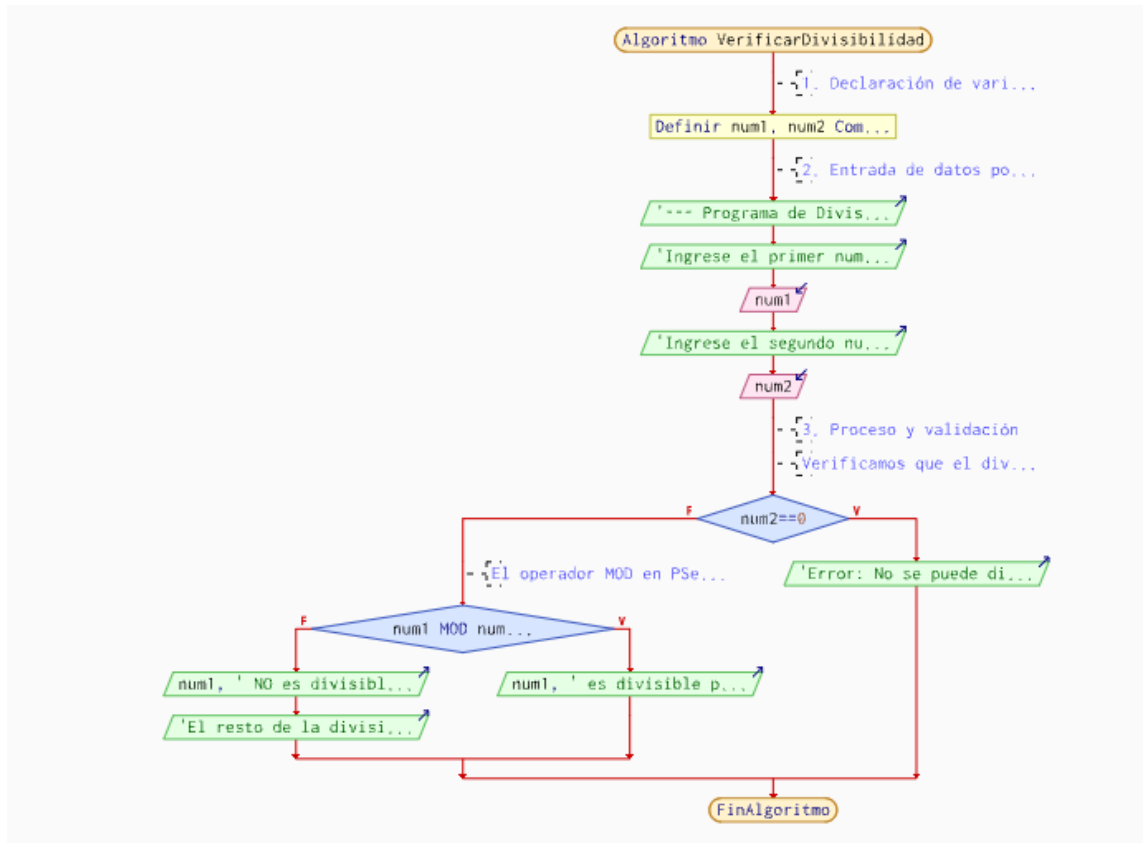 Algoritmo VerificarDivisibilidad
1. Declaración de vari...
Definir num1, num2 Com...
2. Entrada de datos po...
'--- Programa de Divis...
'Ingrese el primer num...
num1
'Ingrese el segundo nu...
num2
3. Proceso y validación
Verificamos que el div...
F
num2==0
V
El operador MOD en PSe...
'Error: No se puede di...
F
num1 MOD num...
V
num1, ' NO es divisibl...
num1, ' es divisible p...
'El resto de la divisi...
FinAlgoritmo